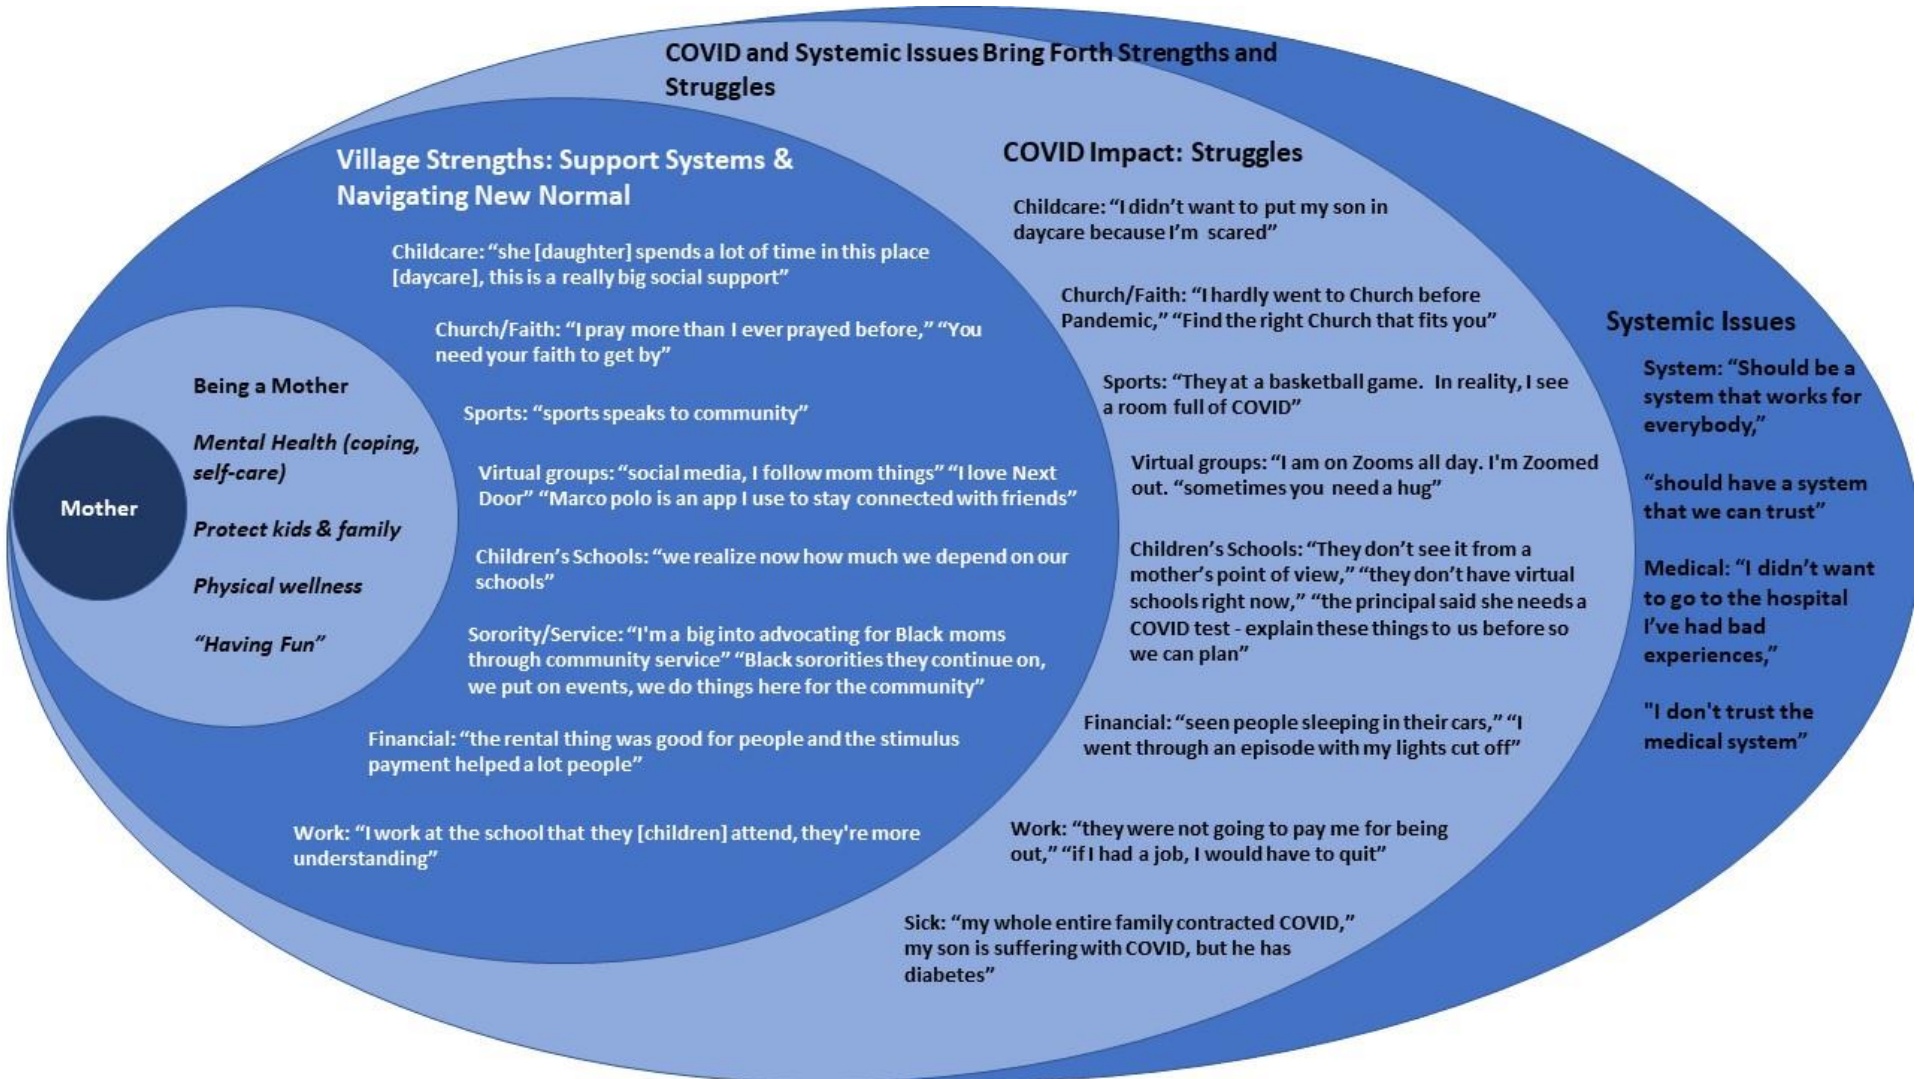 COVID and Systemic Issues Bring Forth Strengths and
Struggles
Mother
Being a Mother
Mental Health (coping,
self-care)
Protect kids & family
Physical wellness
“Having Fun”
Village Strengths: Support Systems &
Navigating New Normal
Childcare: “she [daughter] spends a lot of time in this place
[daycare], this is a really big social support”
Church/Faith: “I pray more than I ever prayed before,” “You
need your faith to get by”
Sports: “sports speaks to community”
Virtual groups: “social media, I follow mom things” “I love Next
Door” “Marco polo is an app I use to stay connected with friends”
Children’s Schools: “we realize now how much we depend on our
schools”
Sorority/Service: “I'm a big into advocating for Black moms
through community service” “Black sororities they continue on,
we put on events, we do things here for the community”
Financial: “the rental thing was good for people and the stimulus
payment helped a lot people”
Work: “I work at the school that they [children] attend, they're more
understanding”
COVID Impact: Struggles
Childcare: “I didn’t want to put my son in
daycare because I’m scared”
Church/Faith: “I hardly went to Church before
Pandemic,” “Find the right Church that fits you”
Sports: “They at a basketball game. In reality, I see
a room full of COVID”
Virtual groups: “I am on Zooms all day. I'm Zoomed
out. “sometimes you need a hug”
Children’s Schools: “They don’t see it from a
mother’s point of view,” “they don’t have virtual
schools right now,” “the principal said she needs a
COVID test - explain these things to us before so
we can plan”
Financial: “seen people sleeping in their cars,” “I
went through an episode with my lights cut off”
Work: “they were not going to pay me for being
out,” “if I had a job, I would have to quit”
Sick: “my whole entire family contracted COVID,”
my son is suffering with COVID, but he has
diabetes”
Systemic Issues
System: “Should be a
system that works for
everybody,”
“should have a system
that we can trust”
Medical: “I didn’t want
to go to the hospital
I’ve had bad
experiences,”
"I don't trust the
medical system”